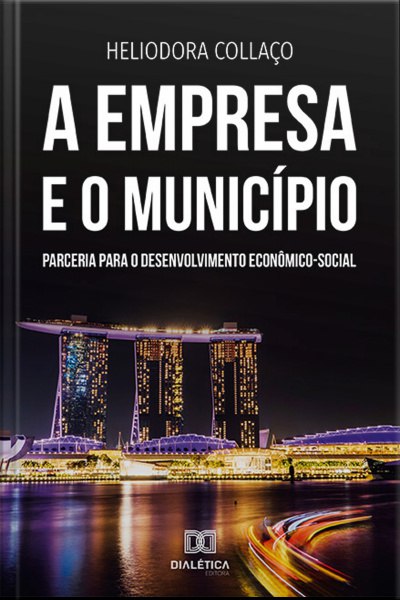 HELIODORA COLLAÇO
A EMPRESA
E O MUNICÍPIO
PARCERIA PARA O DESENVOLVIMENTO ECONÔMICO-SOCIAL
DIALÉTICA
EDITORA